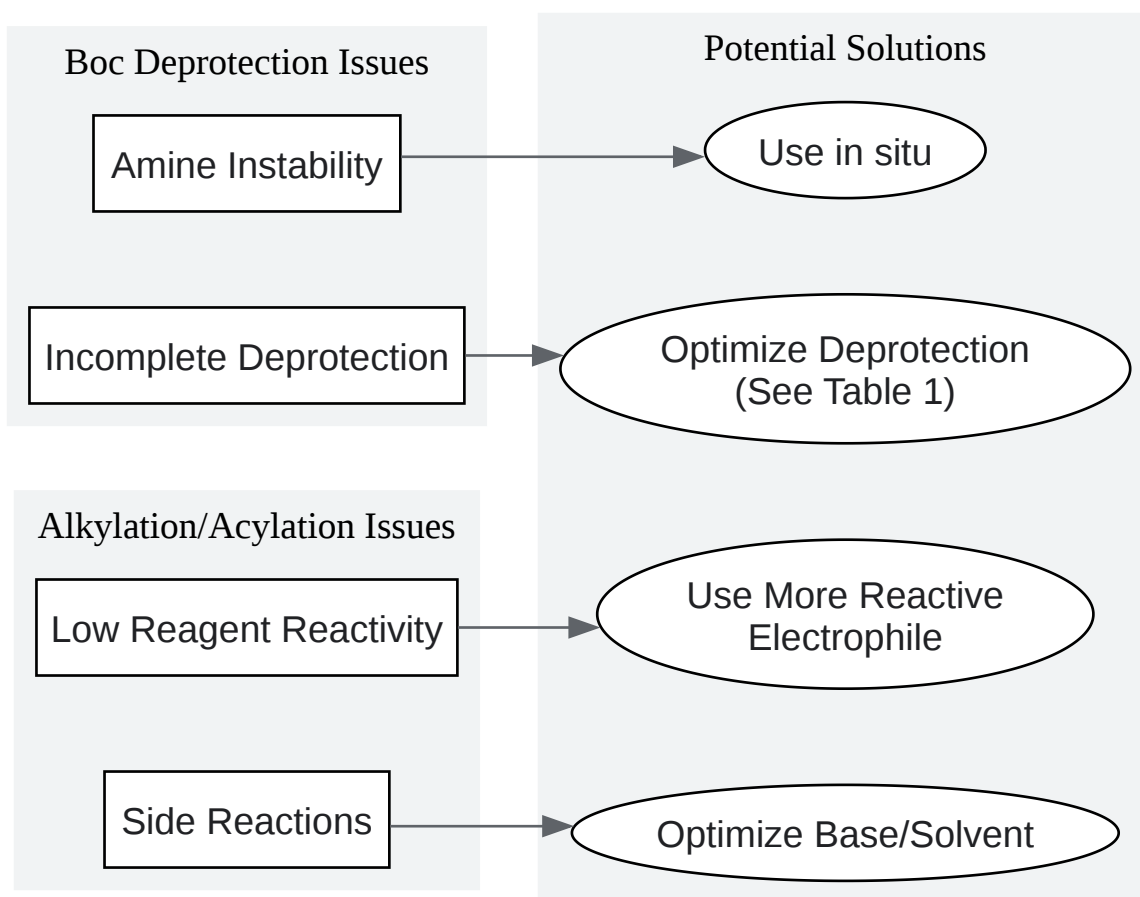 Boc Deprotection Issues
Potential Solutions
Amine Instability
Use in situ
Incomplete Deprotection
Optimize Deprotection
(See Table 1)
Alkylation/Acylation Issues
Low Reagent Reactivity
Use More Reactive
Electrophile
Side Reactions
Optimize Base/Solvent